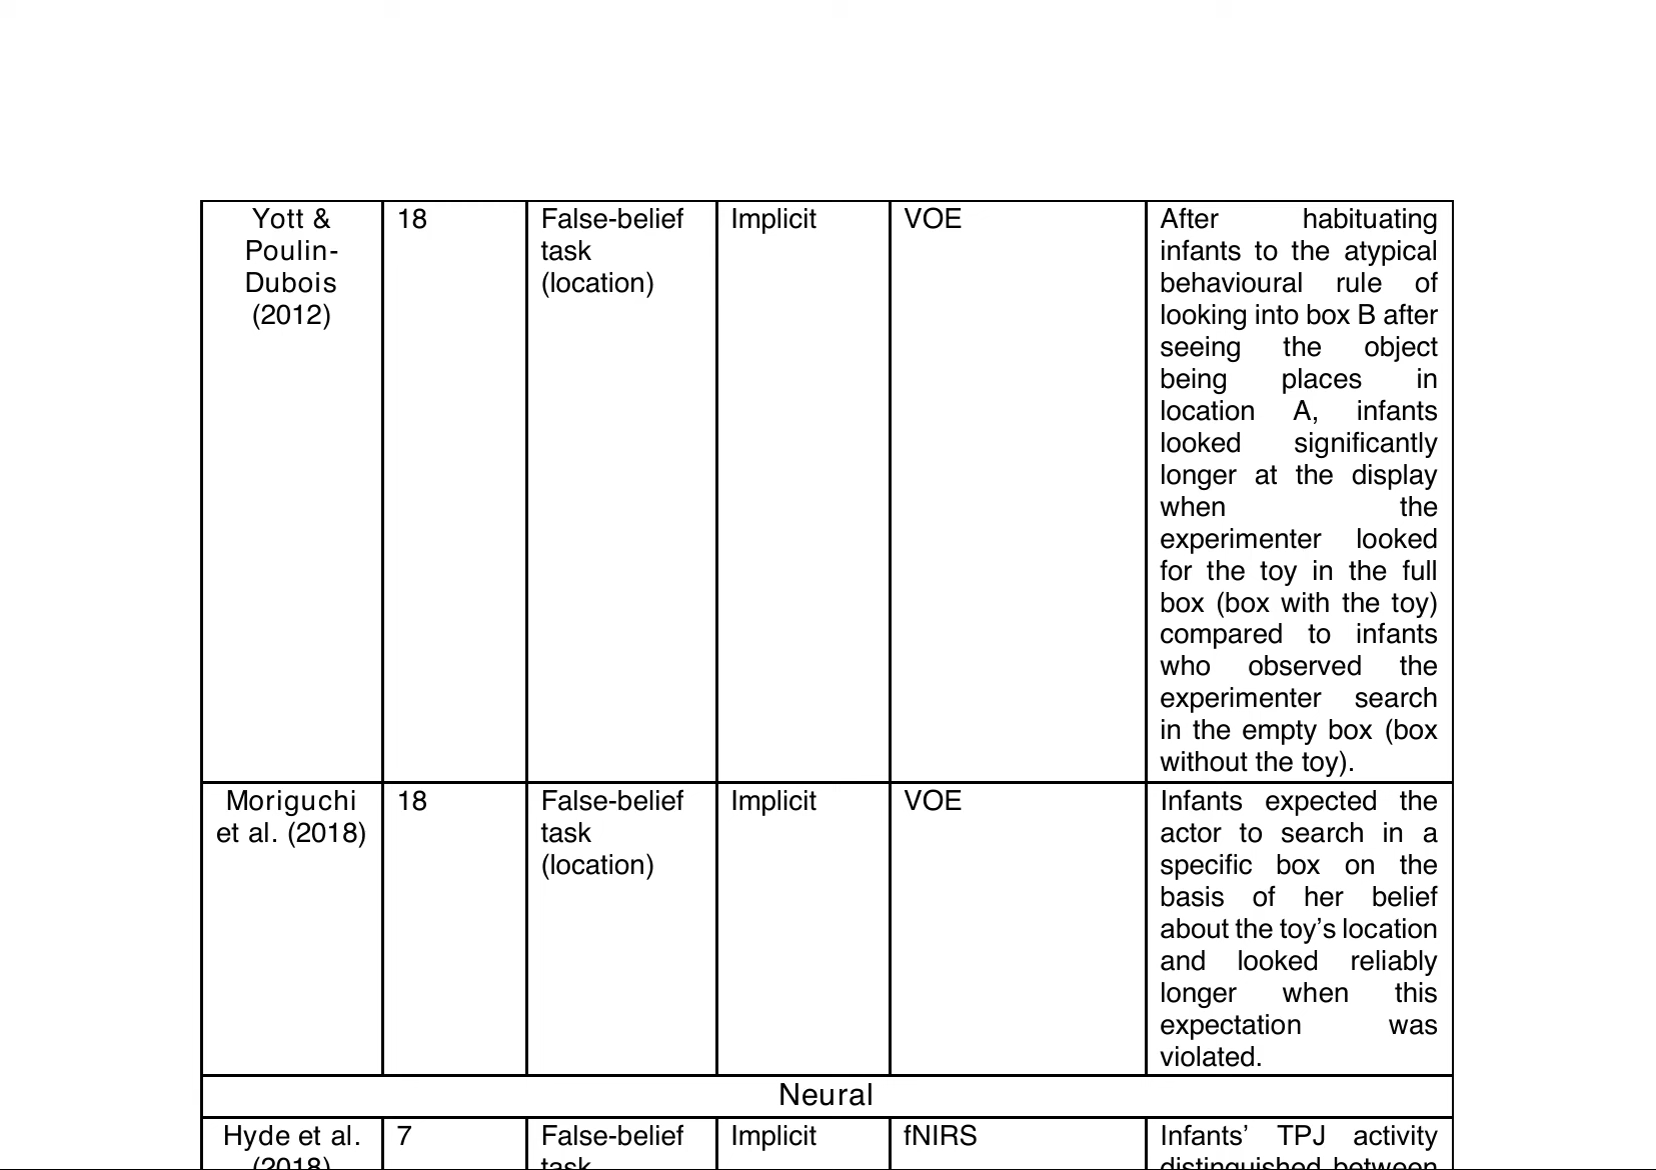 Yott &
Poulin-
Dubois
(2012)
18
False-belief
task
(location)
Implicit
VOE
After habituating
infants to the atypical
behavioural rule of
looking into box B after
seeing the object
being places in
location A, infants
looked significantly
longer at the display
when the
experimenter looked
for the toy in the full
box (box with the toy)
compared to infants
who observed the
experimenter search
in the empty box (box
without the toy).
Moriguchi
et al. (2018)
18
False-belief
task
(location)
Implicit
VOE
Infants expected the
actor to search in a
specific box on the
basis of her belief
about the toy’s location
and looked reliably
longer when this
expectation was
violated.
Neural
Hyde et al.
(2018)
7
False-belief
task
Implicit
fNIRS
Infants’ TPJ activity
distinguished between